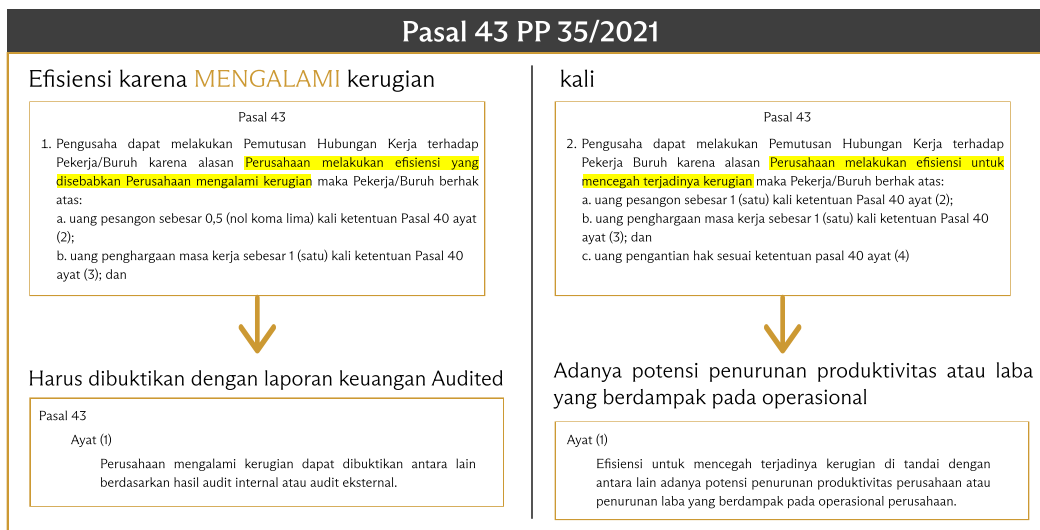 Pasal 43 PP 35/2021
Efisiensi karena MENGALAMI kerugian
Pasal 43
1. Pengusaha dapat melakukan Pemutusan Hubungan Kerja terhadap
Pekerja/Buruh karena alasan Perusahaan melakukan efisiensi yang
disebabkan Perusahaan mengalami kerugian maka Pekerja/Buruh berhak
atas:
a. uang pesangon sebesar 0,5 (nol koma lima) kali ketentuan Pasal 40 ayat
(2);
b. uang penghargaan masa kerja sebesar 1 (satu) kali ketentuan Pasal 40
ayat (3); dan
Harus dibuktikan dengan laporan keuangan Audited
Pasal 43
Ayat (1)
Perusahaan mengalami kerugian dapat dibuktikan antara lain
berdasarkan hasil audit internal atau audit eksternal.
kali
Pasal 43
2. Pengusaha dapat melakukan Pemutusan Hubungan Kerja terhadap
Pekerja Buruh karena alasan Perusahaan melakukan efisiensi untuk
mencegah terjadinya kerugian maka Pekerja/Buruh berhak atas:
a. uang pesangon sebesar 1 (satu) kali ketentuan Pasal 40 ayat (2);
b. uang penghargaan masa kerja sebesar 1 (satu) kali ketentuan Pasal 40
ayat (3); dan
c. uang pengantian hak sesuai ketentuan pasal 40 ayat (4)
Adanya potensi penurunan produktivitas atau laba
yang berdampak pada operasional
Ayat (1)
Efisiensi untuk mencegah terjadinya kerugian di tandai dengan
antara lain adanya potensi penurunan produktivitas perusahaan atau
penurunan laba yang berdampak pada operasional perusahaan.